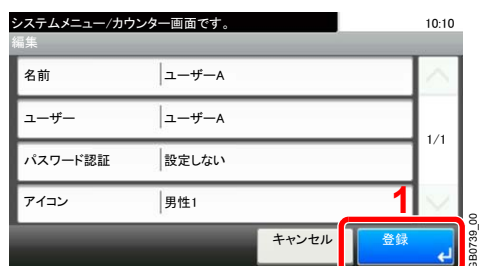 システムメニュー/カウンター画面です。 10:10
編集
名前 ユーザーA
ユーザー ユーザーA
1/1
パスワード認証 設定しない
アイコン 男性1
1
キャンセル 登録
GB0739_00